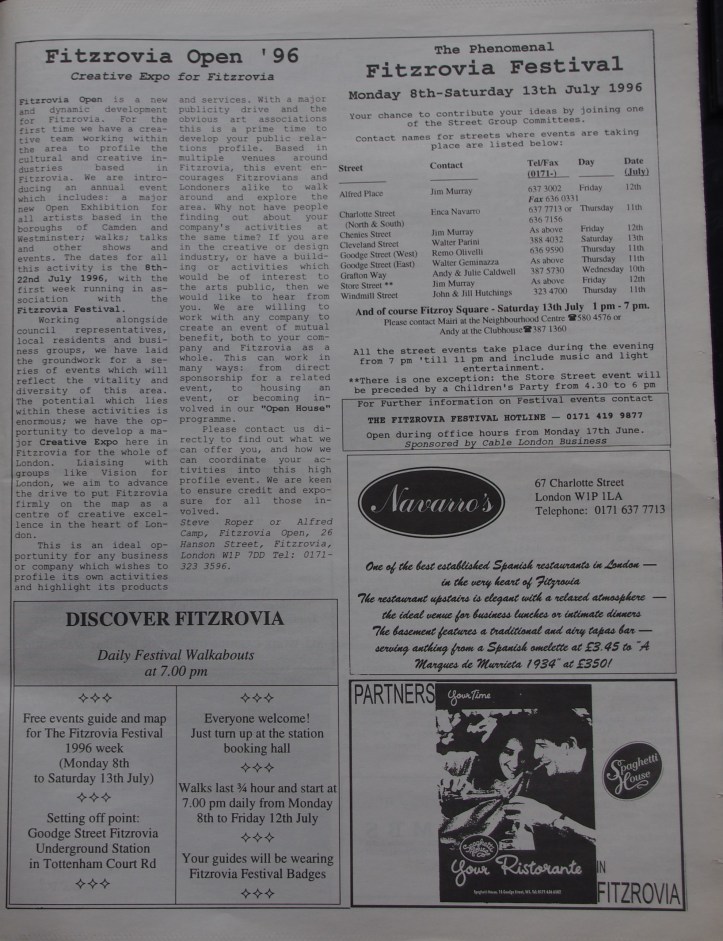 Fitzrovia Open '96
Creative Expo for Fitzrovia
Fitzrovia Open is a new
and dynamic development
for Fitzrovia. For the
first time we have a crea-
tive team working within
the area to profile the
cultural and creative in-
dustries based in
Fitzrovia. We are intro-
ducing an annual event
which includes: a major
new Open Exhibition for
all artists based in the
boroughs of Camden and
Westminster; walks; talks
and other shows and
events. The dates for all
this activity is the 8th-
22nd July 1996, with the
first week running in as-
sociation with the
Fitzrovia Festival.
Working alongside
council representatives,
local residents and busi-
ness groups, we have laid
the groundwork for a se-
ries of events which will
reflect the vitality and
diversity of this area.
The potential which lies
within these activities is
enormous; we have the op-
portunity to develop a ma-
jor Creative Expo here in
Fitzrovia for the whole of
London. Liaising with
groups like Vision for
London, we aim to advance
the drive to put Fitzrovia
firmly on the map as a
centre of creative excel-
lence in the heart of Lon-
don.
This is an ideal op-
portunity for any business
or company which wishes to
profile its own activities
and highlight its products
and services. With a major
publicity drive and the
obvious art associations
this is a prime time to
develop your public rela-
tions profile. Based in
multiple venues around
Fitzrovia, this event en-
courages Fitzrovians and
Londoners alike to walk
around and explore the
area. Why not have people
finding out about your
company's activities at
the same time? If you are
in the creative or design
industry, or have a build-
ing or activities which
would be of interest to
the arts public, then we
would like to hear from
you. We are willing to
work with any company to
create an event of mutual
benefit, both to your com-
pany and Fitzrovia as a
whole. This can work in
many ways: from direct
sponsorship for a related
event, to housing an
event, or becoming in-
volved in our "Open House"
programme.
Please contact us di-
rectly to find out what we
can offer you, and how we
can coordinate your ac-
tivities into this high
profile event. We are keen
to ensure credit and expo-
sure for all those in-
volved.
Steve Roper or Alfred
Camp, Fitzrovia Open, 26
Hanson Street, Fitzrovia,
London W1P 7DD Tel: 0171-
323 3596.
The Phenomenal
Fitzrovia Festival
Monday 8th-Saturday 13th July 1996
Your chance to contribute your ideas by joining one
of the Street Group Committees.
Contact names for streets where events are taking
place are listed below:
Street Contact Tel/Fax Day Date
(0171-) (July)
Alfred Place Jim Murray 637 3002 Friday 12th
Fax 636 0331
Charlotte Street Enca Navarro 637 7713 or Thursday 11th
(North & South) 636 7156
Chenies Street Jim Murray As above Friday 12th
Cleveland Street Walter Parini 388 4032 Saturday 13th
Goodge Street (West) Remo Olivelli 636 9590 Thursday 11th
Goodge Street (East) Walter Genuimazza As above Thursday 11th
Grafton Way Andy & Julie Caldwell 387 5730 Wednesday 10th
Store Street ** Jim Murray As above Friday 12th
Windmill Street John & Jill Hutchings 323 4700 Thursday 11th
And of course Fitzroy Square - Saturday 13th July 1 pm - 7 pm.
Please contact Mairi at the Neighbourhood Centre ☎580 4576 or
Andy at the Clubhouse☎387 1360
All the street events take place during the evening
from 7 pm 'till 11 pm and include music and light
entertainment.
**There is one exception: the Store Street event will
be preceded by a Children's Party from 4.30 to 6 pm
For Further information on Festival events contact
THE FITZROVIA FESTIVAL HOTLINE — 0171 419 9877
Open during office hours from Monday 17th June.
Sponsored by Cable London Business
Navarro's
67 Charlotte Street
London W1P 1LA
Telephone: 0171 637 7713
One of the best established Spanish restaurants in London —
in the very heart of Fitzrovia
The restaurant upstairs is elegant with a relaxed atmosphere —
the ideal venue for business lunches or intimate dinners
The basement features a traditional and airy tapas bar —
serving anthing from a Spanish omelette at £3.45 to "A
Marques de Murrieta 1934" at £350!
DISCOVER FITZROVIA
Daily Festival Walkabouts
at 7.00 pm
Free events guide and map
for The Fitzrovia Festival
1996 week
(Monday 8th
to Saturday 13th July)
Setting off point:
Goodge Street Fitzrovia
Underground Station
in Tottenham Court Rd
Everyone welcome!
Just turn up at the station
booking hall
Walks last ¾ hour and start at
7.00 pm daily from Monday
8th to Friday 12th July
Your guides will be wearing
Fitzrovia Festival Badges
PARTNERS
Your Time
Spaghetti
House
Your Ristorante
IN
FITZROVIA